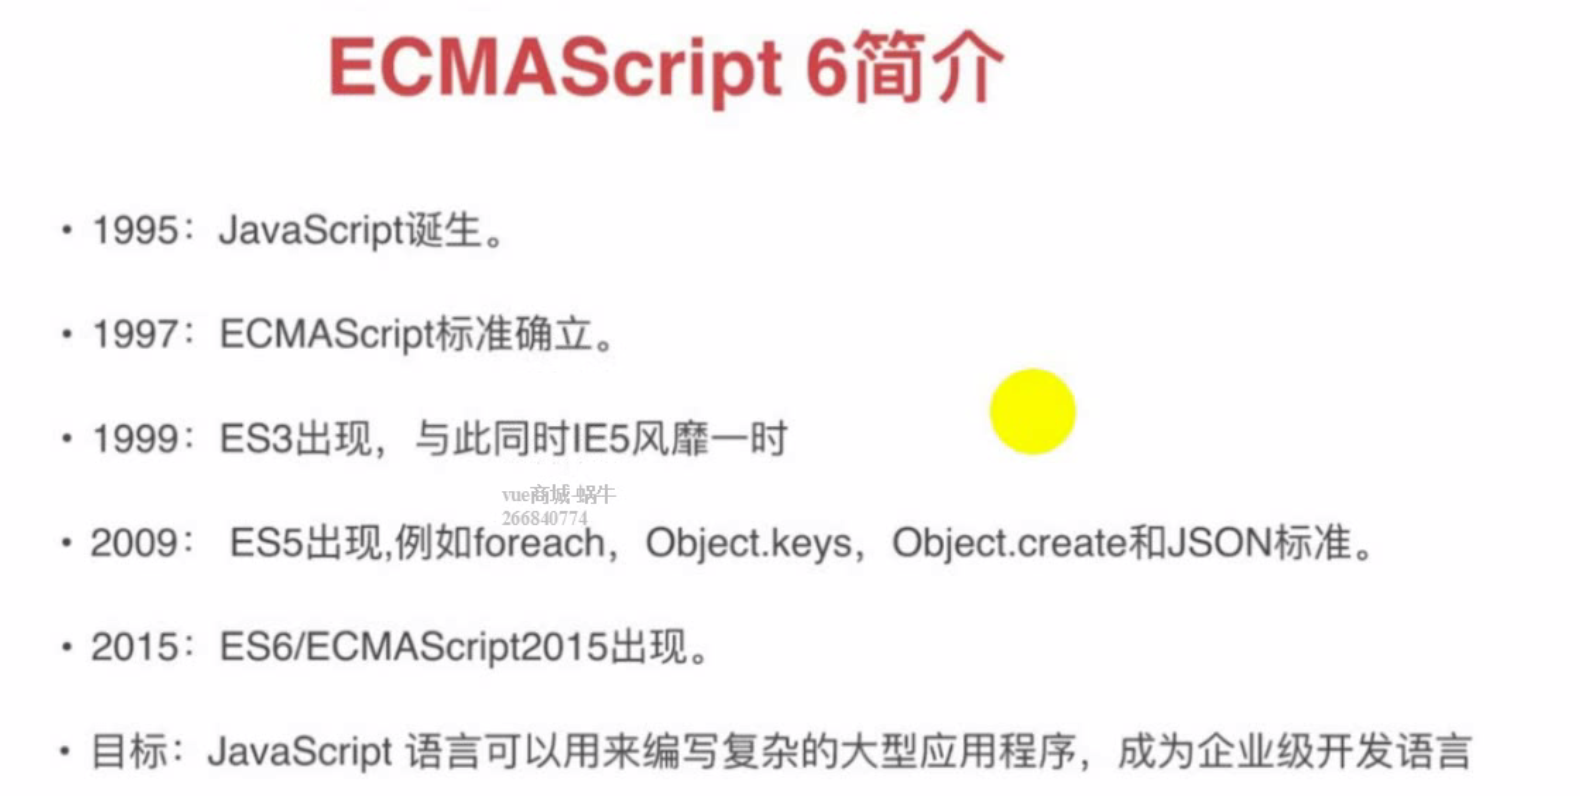 ECMAScript 6简介
• 1995：JavaScript诞生。
• 1997：ECMAScript标准确立。
• 1999：ES3出现，与此同时IE5风靡一时
vue商城-蜗牛
266840774
• 2009： ES5出现,例如foreach，Object.keys，Object.create和JSON标准。
• 2015：ES6/ECMAScript2015出现。
• 目标：JavaScript 语言可以用来编写复杂的大型应用程序，成为企业级开发语言